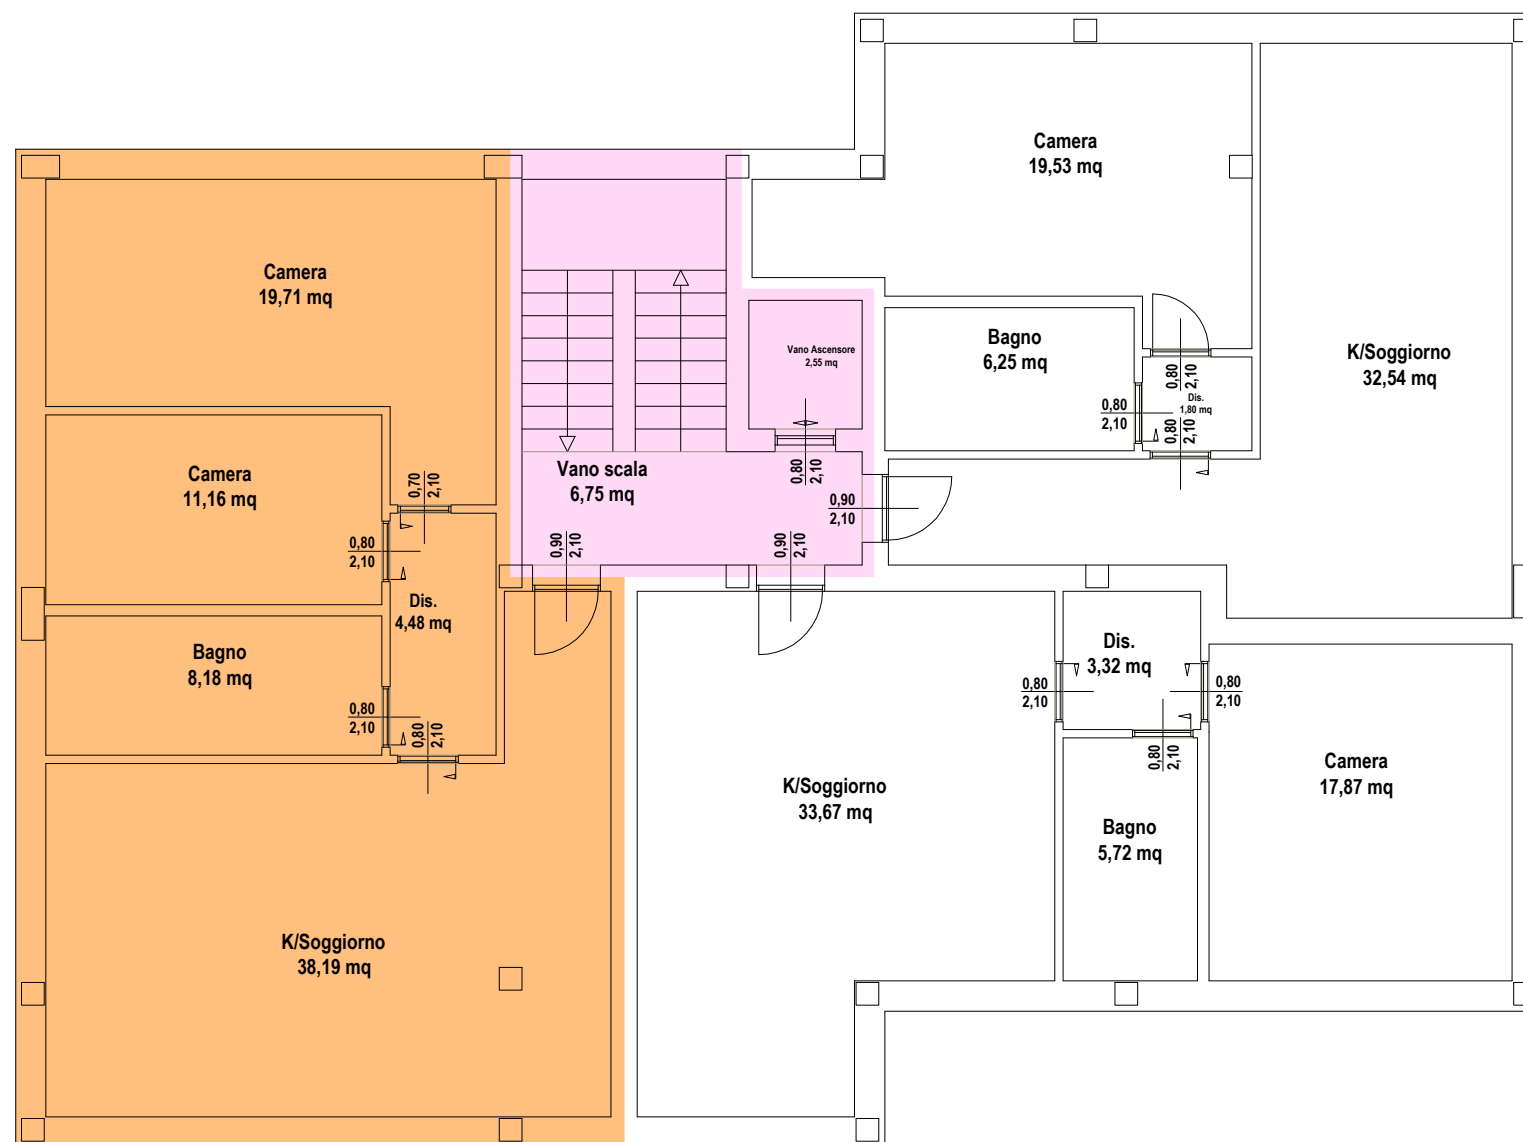 Camera
19,53 mq
Camera
19,71 mq
Vano Ascensore
2,55 mq
Bagno
6,25 mq
K/Soggiorno
32,54 mq
0,80
2,10
Dis.
1,80 mq
0,80
2,10
0,80
2,10
Camera
11,16 mq
Vano scala
6,75 mq
0,80
2,10
0,70
2,10
0,90
2,10
0,80
2,10
0,90
2,10
0,90
2,10
Dis.
4,48 mq
Bagno
8,18 mq
Dis.
3,32 mq
0,80
2,10
0,80
2,10
0,80
2,10
0,80
2,10
0,80
2,10
K/Soggiorno
33,67 mq
Camera
17,87 mq
Bagno
5,72 mq
K/Soggiorno
38,19 mq